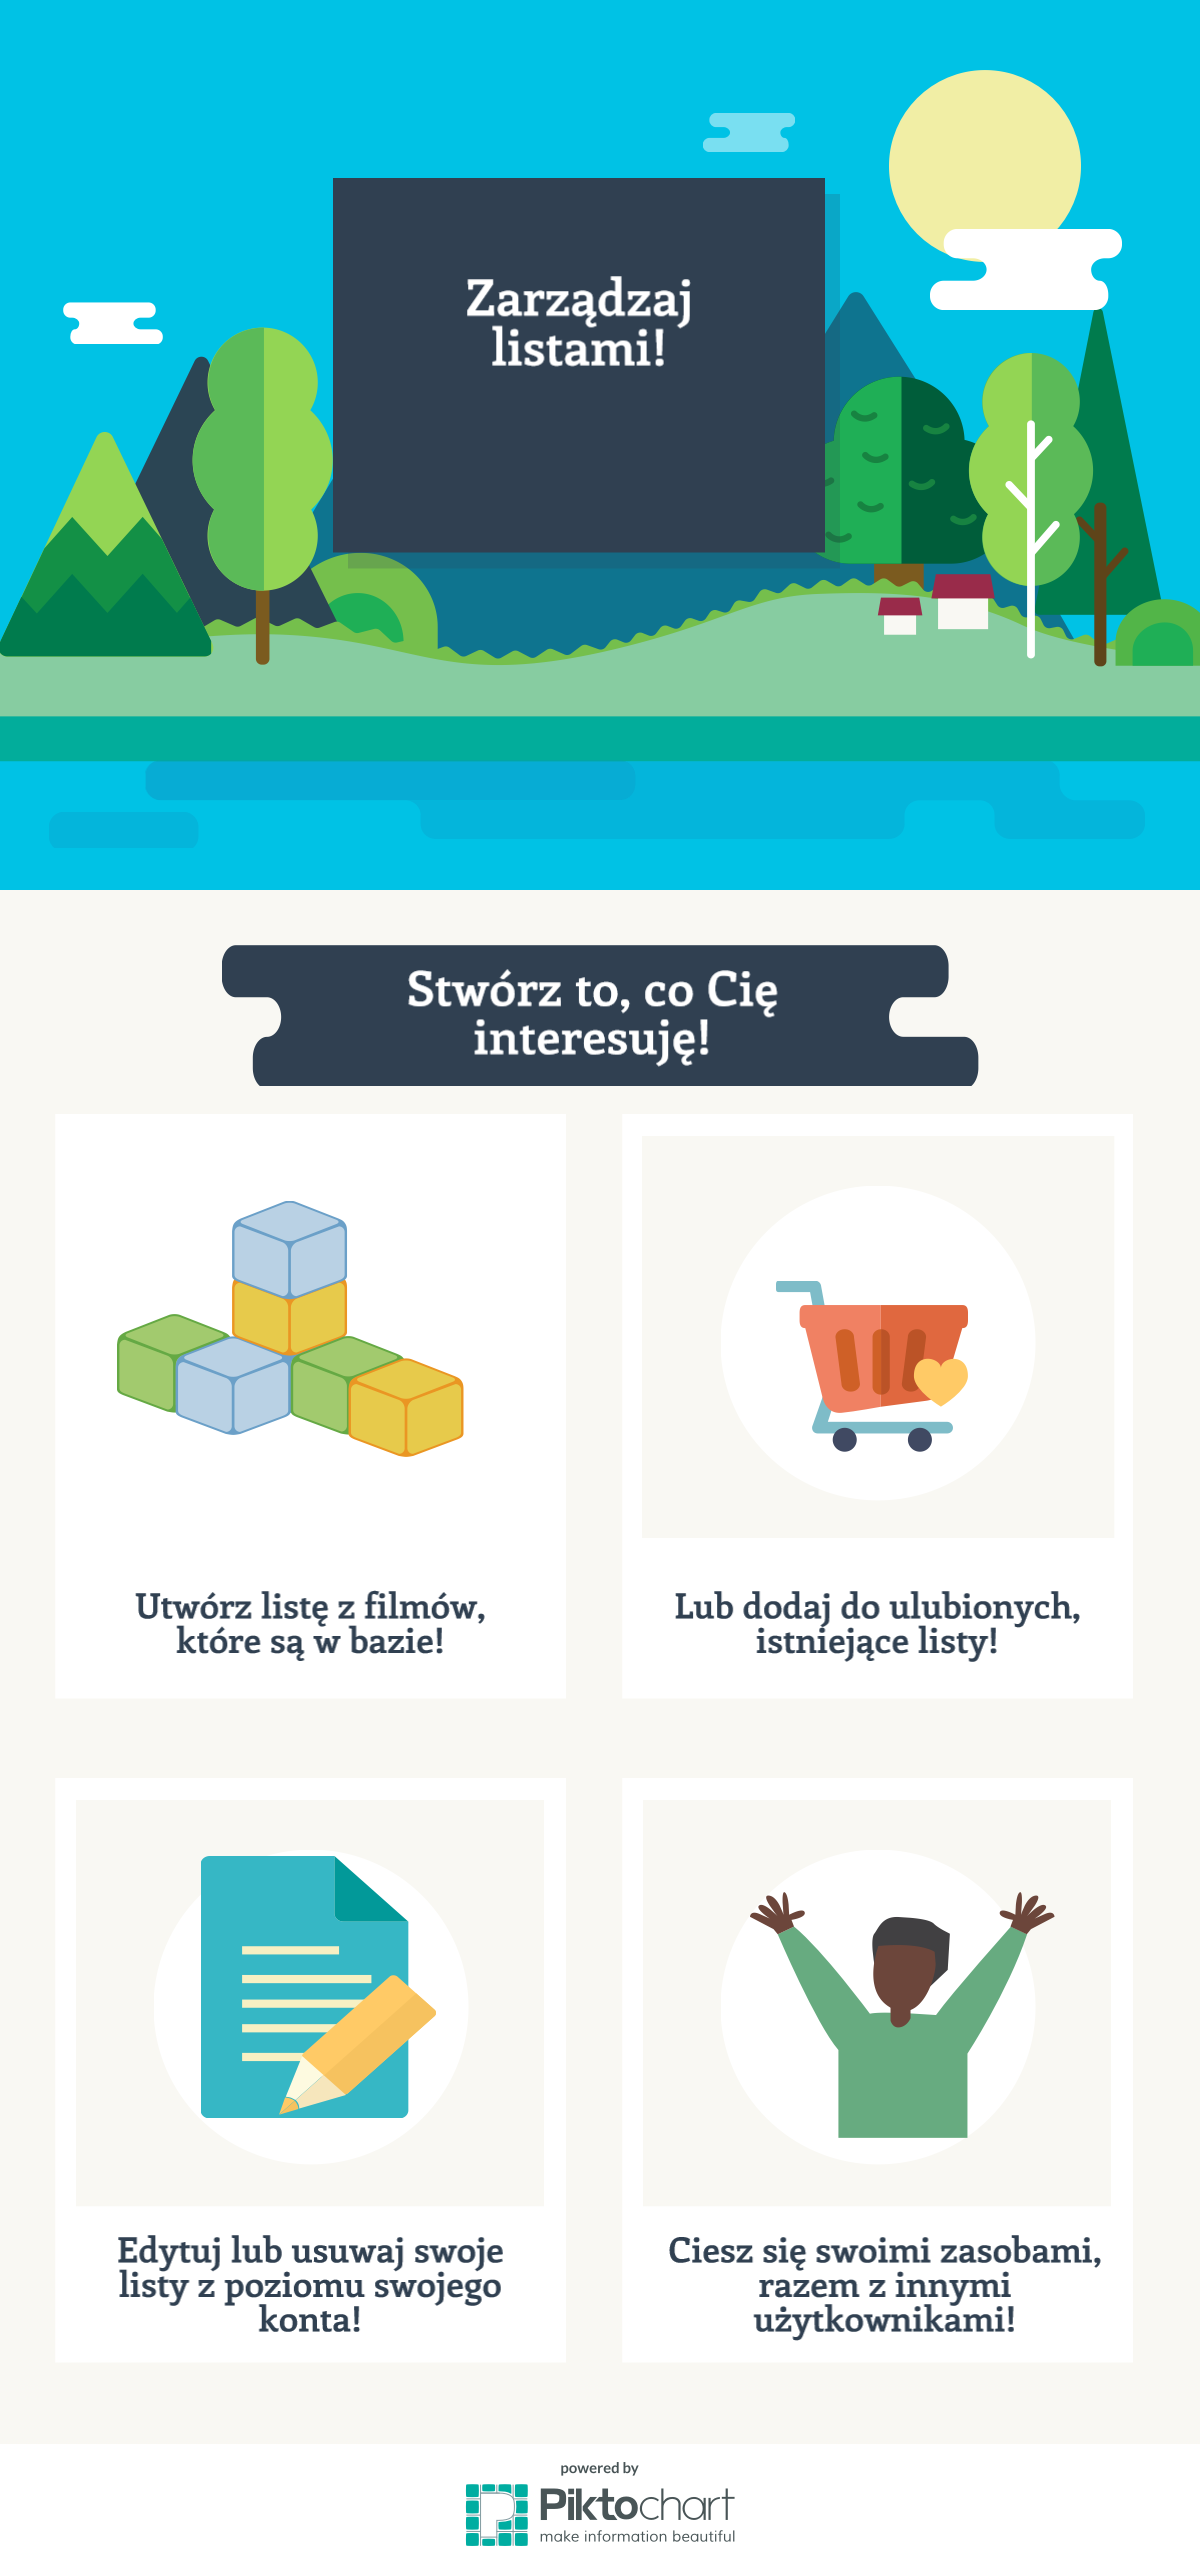 Zarządzaj
listami!
Stwórz to, co Cię
interesuję!
Utwórz listę z filmów,
które są w bazie!
Lub dodaj do ulubionych,
istniejące listy!
Edytuj lub usuwaj swoje
listy z poziomu swojego
konta!
Ciesz się swoimi zasobami,
razem z innymi
użytkownikami!
powered by
Piktochart
make information beautiful